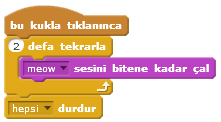 bu kukla tıklanınca
2 defa tekrarla
meow sesini bitene kadar çal
hepsi durdur